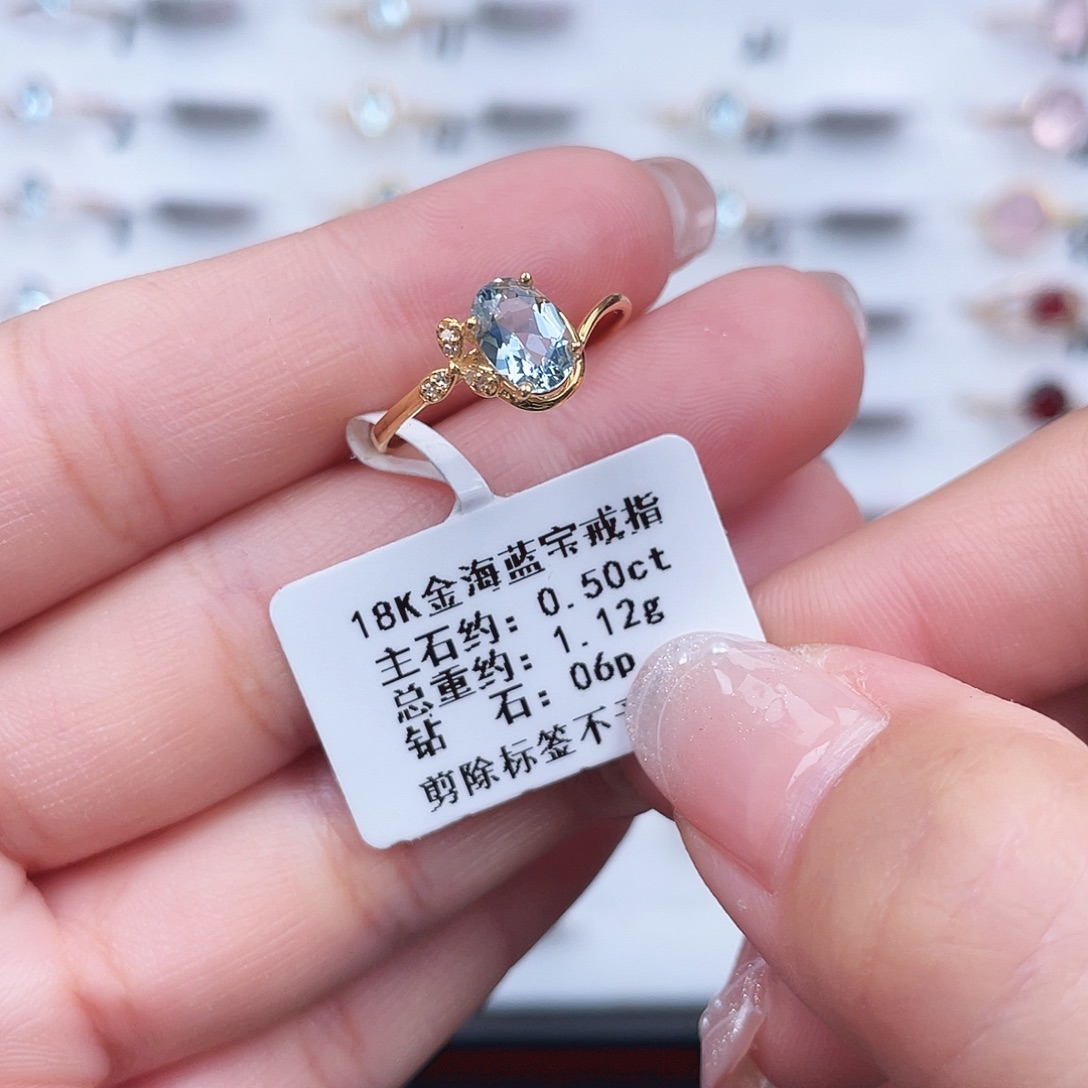 18K金海蓝宝戒指
主石约: 0.50ct
总重约: 1.12g
钻 石: 06p
剪除标签不